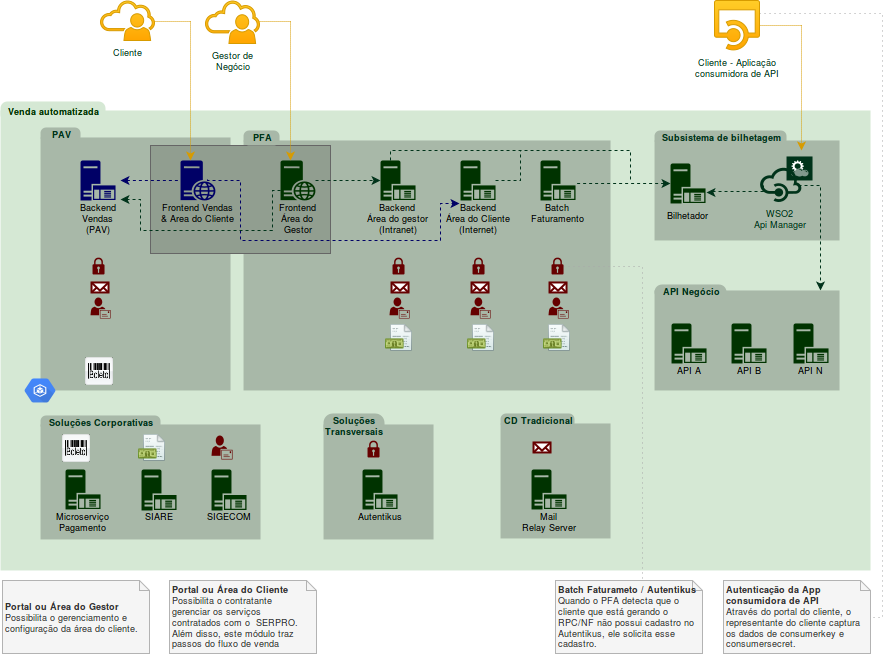 Cliente
Gestor de
Negócio
Cliente - Aplicação
consumidora de API
Venda automatizada
PAV
PFA
Subsistema de bilhetagem
Backend
Vendas
(PAV)
Frontend Vendas
& Área do Cliente
Frontend
Área do
Gestor
Backend
Área do gestor
(Intranet)
Backend
Área do Cliente
(Internet)
Batch
Faturamento
Bilhetador
WSO2
Api Manager
API Negócio
API A
API B
API N
Soluções Corporativas
Microserviço
Pagamento
SIARE
SIGECOM
Soluções
Transversais
Autentikus
CD Tradicional
Mail
Relay Server
Portal ou Área do Gestor
Possibilita o gerenciamento e
configuração da área do cliente.
Portal ou Área do Cliente
Possibilita o contratante
gerenciar os serviços
contratados com o SERPRO.
Além disso, este módulo traz
passos do fluxo de venda
Batch Faturameto / Autentikus
Quando o PFA detecta que o
cliente que está gerando o
RPC/NF não possui cadastro no
Autentikus, ele solicita esse
cadastro.
Autenticação da App
consumidora de API
Através do portal do cliente, o
representante do cliente captura
os dados de consumerkey e
consumersecret.